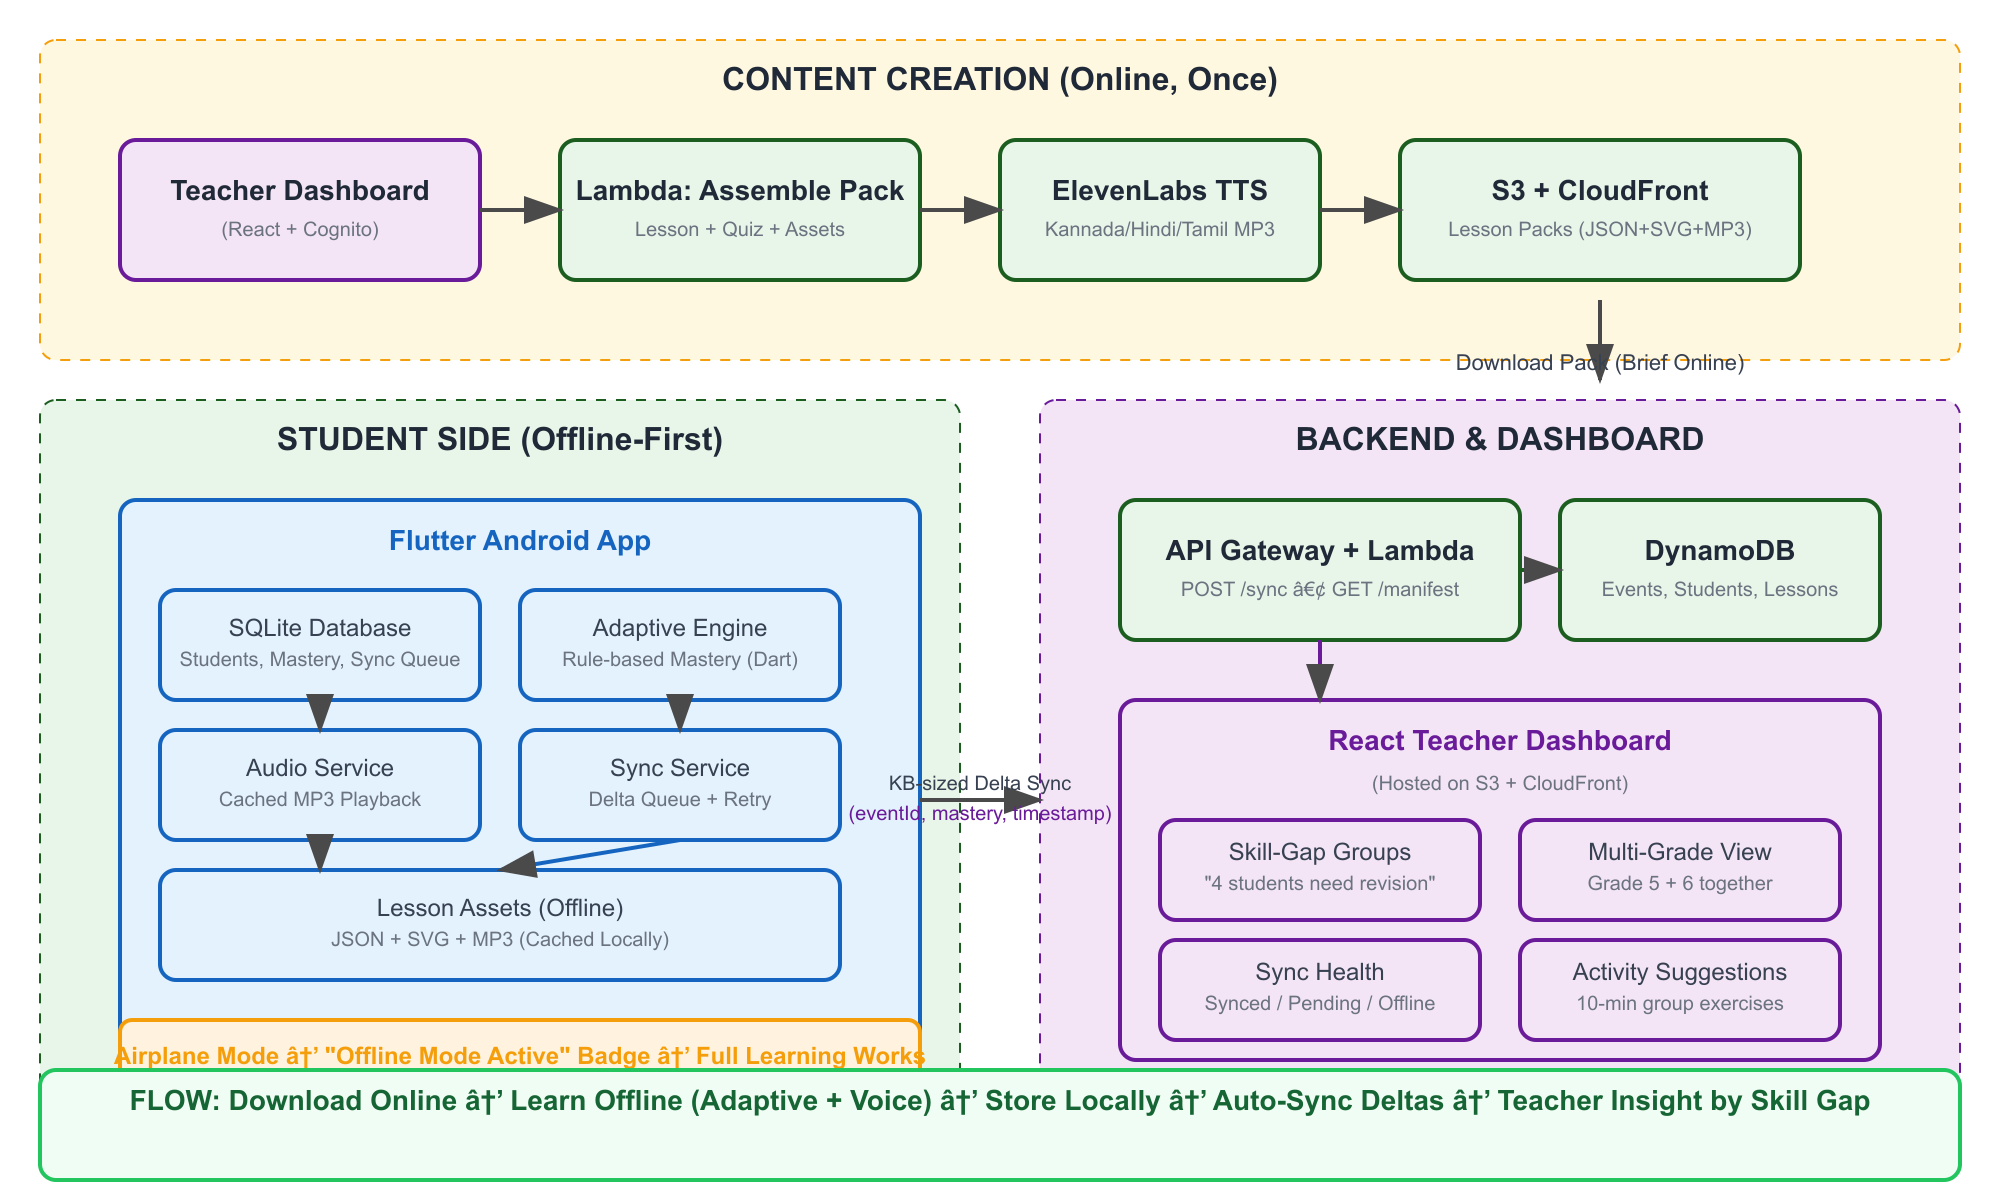 CONTENT CREATION (Online, Once)
Teacher Dashboard
(React + Cognito)
Lambda: Assemble Pack
Lesson + Quiz + Assets
ElevenLabs TTS
Kannada/Hindi/Tamil MP3
S3 + CloudFront
Lesson Packs (JSON+SVG+MP3)
Download Pack (Brief Online)
STUDENT SIDE (Offline-First)
Flutter Android App
SQLite Database
Students, Mastery, Sync Queue
Adaptive Engine
Rule-based Mastery (Dart)
Audio Service
Cached MP3 Playback
Sync Service
Delta Queue + Retry
Lesson Assets (Offline)
JSON + SVG + MP3 (Cached Locally)
Airplane Mode â†’ "Offline Mode Active" Badge â†’ Full Learning Works
KB-sized Delta Sync
(eventId, mastery, timestamp)
BACKEND & DASHBOARD
API Gateway + Lambda
POST /sync â€¢ GET /manifest
DynamoDB
Events, Students, Lessons
React Teacher Dashboard
(Hosted on S3 + CloudFront)
Skill-Gap Groups
"4 students need revision"
Multi-Grade View
Grade 5 + 6 together
Sync Health
Synced / Pending / Offline
Activity Suggestions
10-min group exercises
FLOW: Download Online â†’ Learn Offline (Adaptive + Voice) â†’ Store Locally â†’ Auto-Sync Deltas â†’ Teacher Insight by Skill Gap